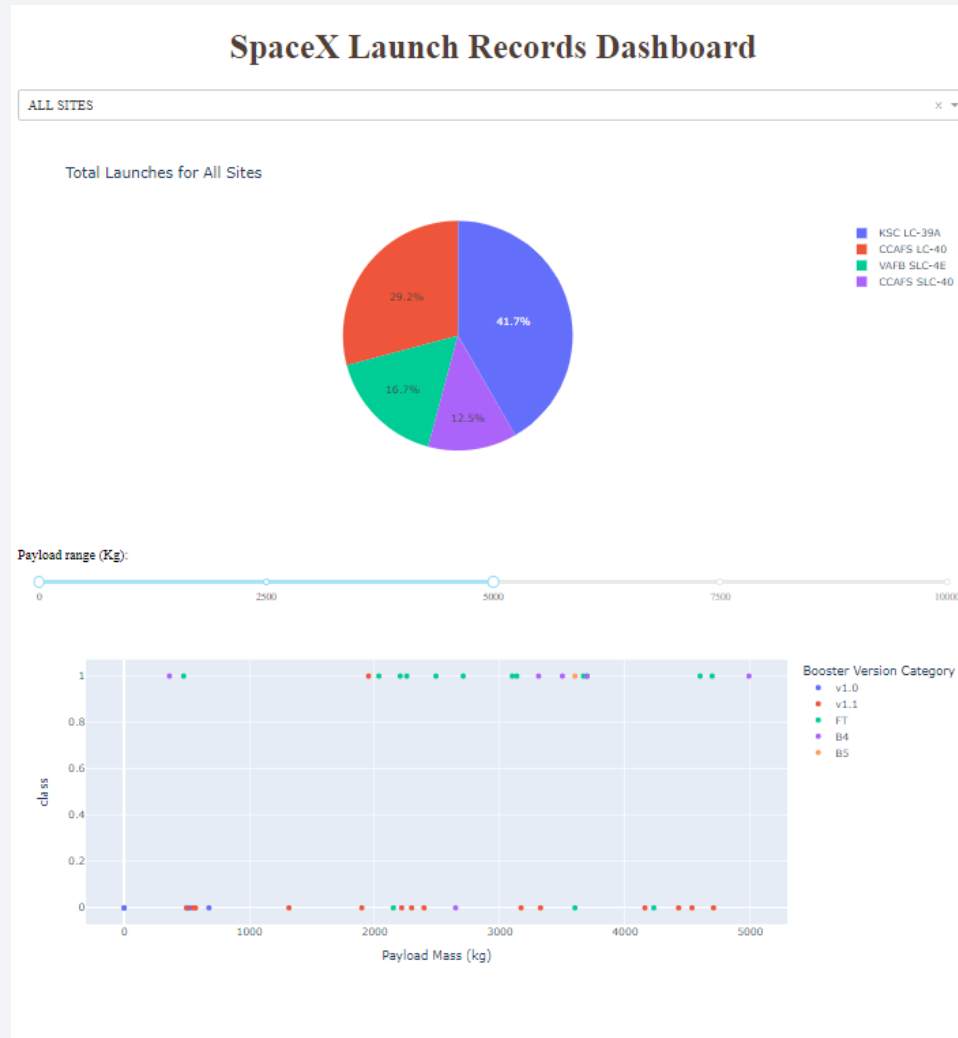 SpaceX Launch Records Dashboard
ALL SITES × 
Total Launches for All Sites
KSC LC-39A
CCAFS LC-40
VAFB SLC-4E
CCAFS SLC-40
29.2%
41.7%
16.7%
12.5%
Payload range (Kg):
0 2500 5000 7500 10000
Booster Version Category
v1.0
v1.1
FT
B4
B5
1
0.8
0.6
class
0.4
0.2
0
0 1000 2000 3000 4000 5000
Payload Mass (kg)